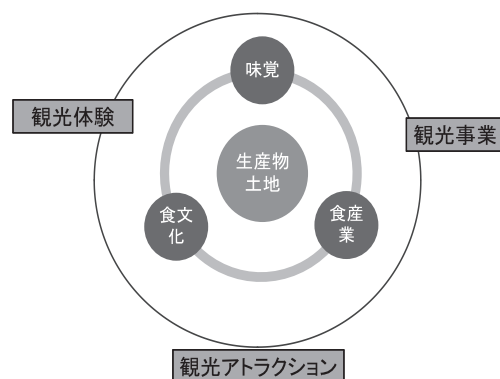 味覚
観光体験
観光事業
生産物
土地
食文
化
食産
業
観光アトラクション